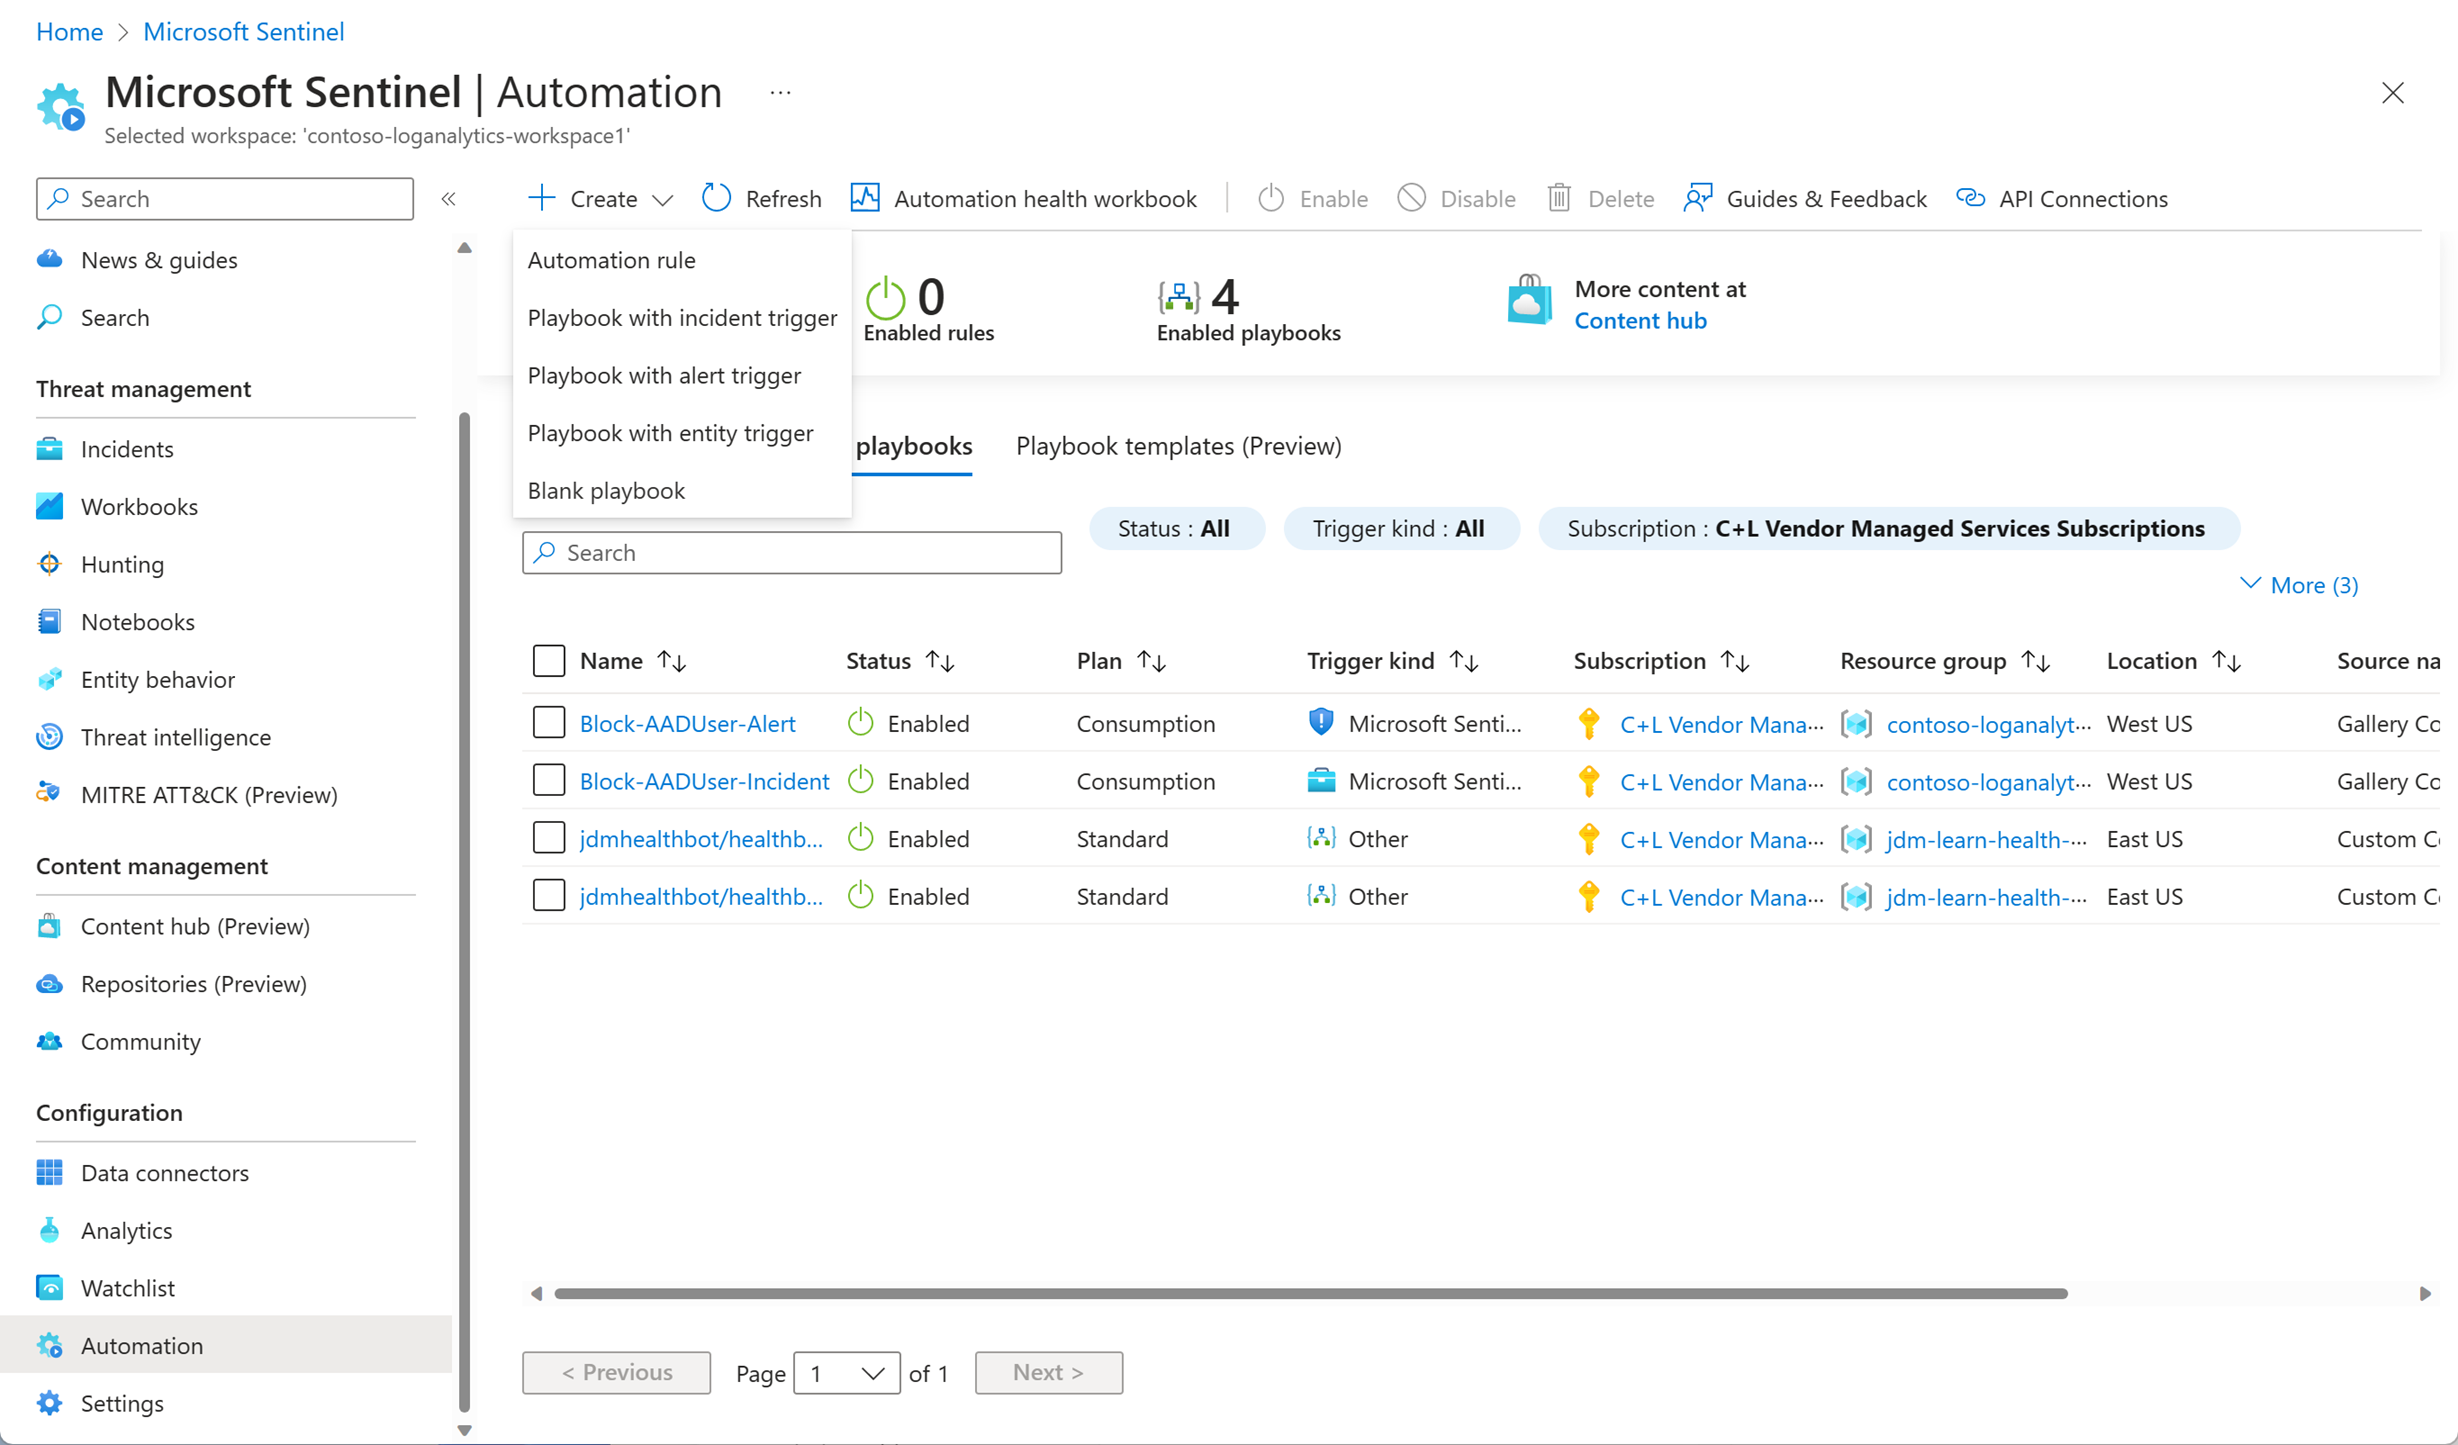 Home > Microsoft Sentinel
Microsoft Sentinel | Automation ...
Selected workspace: 'contoso-loganalytics-workspace1'
Search «
News & guides
Search
Threat management
Incidents
Workbooks
Hunting
Notebooks
Entity behavior
Threat intelligence
MITRE ATT&CK (Preview)
Content management
Content hub (Preview)
Repositories (Preview)
Community
Configuration
Data connectors
Analytics
Watchlist
Automation
Settings
Create Refresh Automation health workbook Enable Disable Delete Guides & Feedback API Connections
Automation rule
Playbook with incident trigger
Playbook with alert trigger
Playbook with entity trigger
Blank playbook
0
Enabled rules
4
Enabled playbooks
More content at
Content hub
playbooks Playbook templates (Preview)
Search
Status : All Trigger kind : All Subscription : C+L Vendor Managed Services Subscriptions
More (3)
Name Status Plan Trigger kind Subscription Resource group Location Source na
Block-AADUser-Alert Enabled Consumption Microsoft Senti... C+L Vendor Mana... contoso-loganalyt... West US Gallery Co
Block-AADUser-Incident Enabled Consumption Microsoft Senti... C+L Vendor Mana... contoso-loganalyt... West US Gallery Co
jdmhealthbot/healthb... Enabled Standard Other C+L Vendor Mana... jdm-learn-health-... East US Custom Co
jdmhealthbot/healthb... Enabled Standard Other C+L Vendor Mana... jdm-learn-health-... East US Custom Co
< Previous Page 1 of 1 Next >